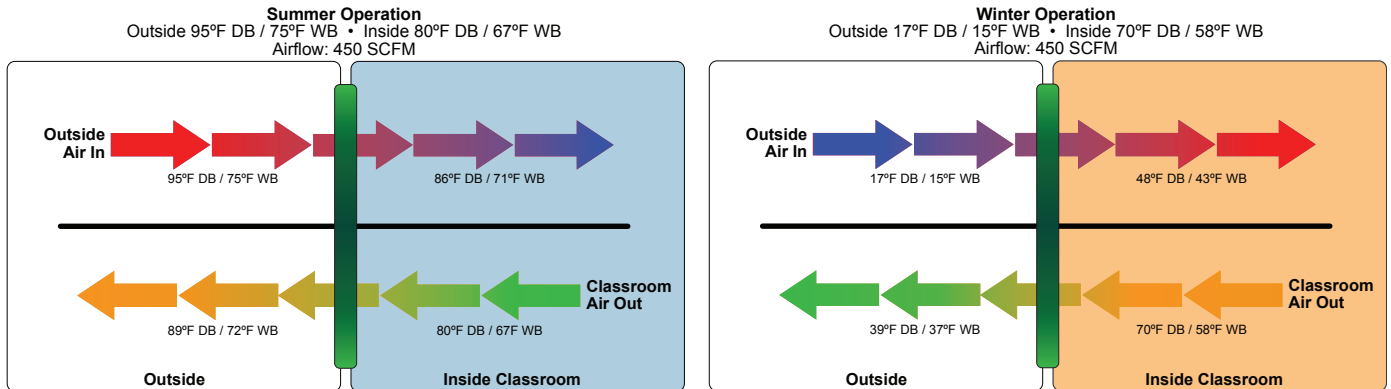 Summer Operation
Outside 95ºF DB / 75ºF WB • Inside 80ºF DB / 67ºF WB
Airflow: 450 SCFM
Outside
Air In
95ºF DB / 75ºF WB
86ºF DB / 71ºF WB
Classroom
Air Out
89ºF DB / 72ºF WB
80ºF DB / 67F WB
Outside
Inside Classroom
Winter Operation
Outside 17ºF DB / 15ºF WB • Inside 70ºF DB / 58ºF WB
Airflow: 450 SCFM
Outside
Air In
17ºF DB / 15ºF WB
48ºF DB / 43ºF WB
Classroom
Air Out
39ºF DB / 37ºF WB
70ºF DB / 58ºF WB
Outside
Inside Classroom